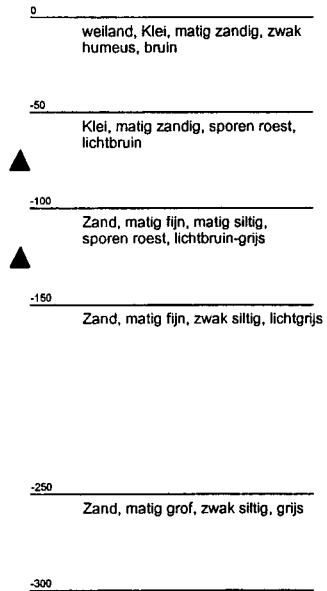 0
weiland, Klei, matig zandig, zwak
humeus, bruin
-50
Klei, matig zandig, sporen roest,
lichtbruin
-100
Zand, matig fijn, matig siltig,
sporen roest, lichtbruin-grijs
-150
Zand, matig fijn, zwak siltig, lichtgrijs
-250
Zand, matig grof, zwak siltig, grijs
-300